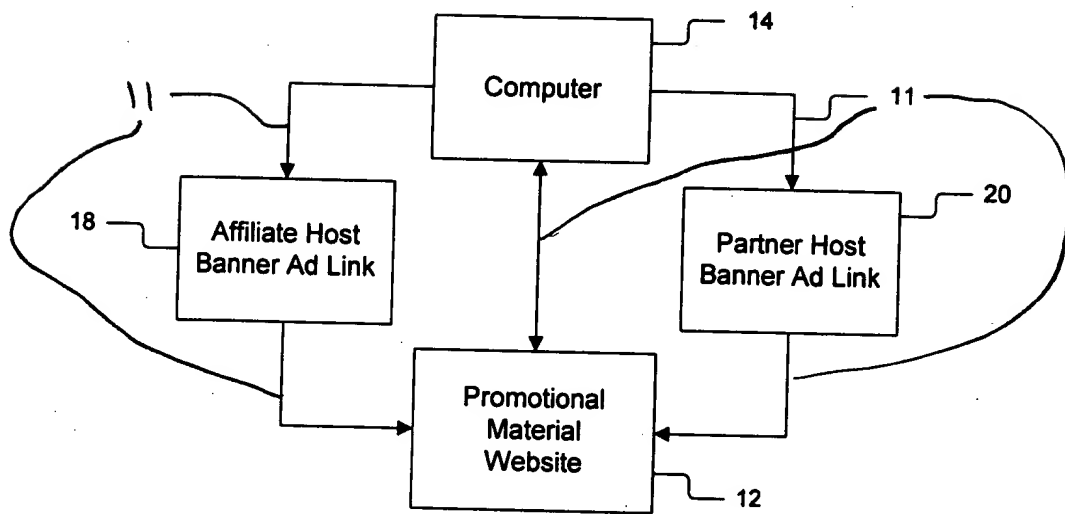 14
Computer
11
11
18
Affiliate Host
Banner Ad Link
20
Partner Host
Banner Ad Link
Promotional
Material
Website
12